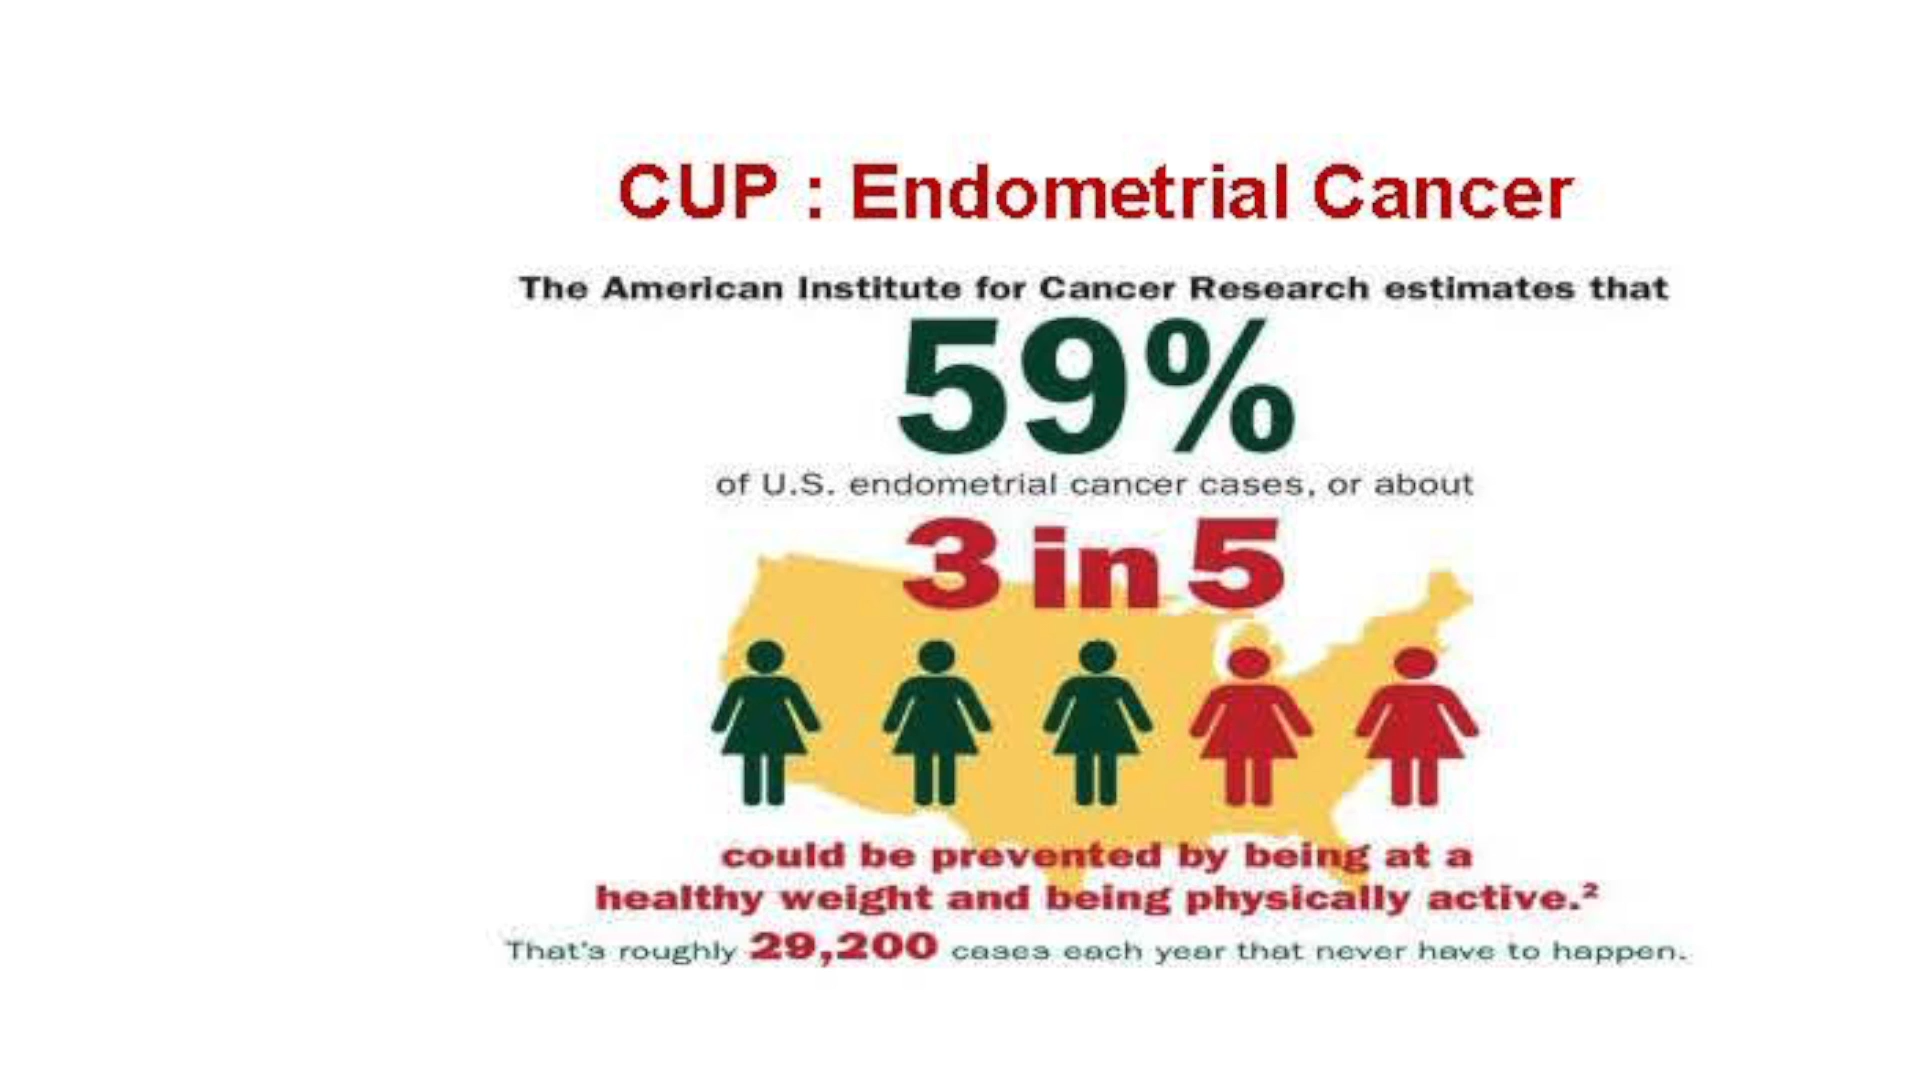 CUP : Endometrial Cancer
The American Institute for Cancer Research estimates that
59%
of U.S. endometrial cancer cases, or about
3 in 5
could be prevented by being at a
healthy weight and being physically active.²
That's roughly 29,200 cases each year that never have to happen.